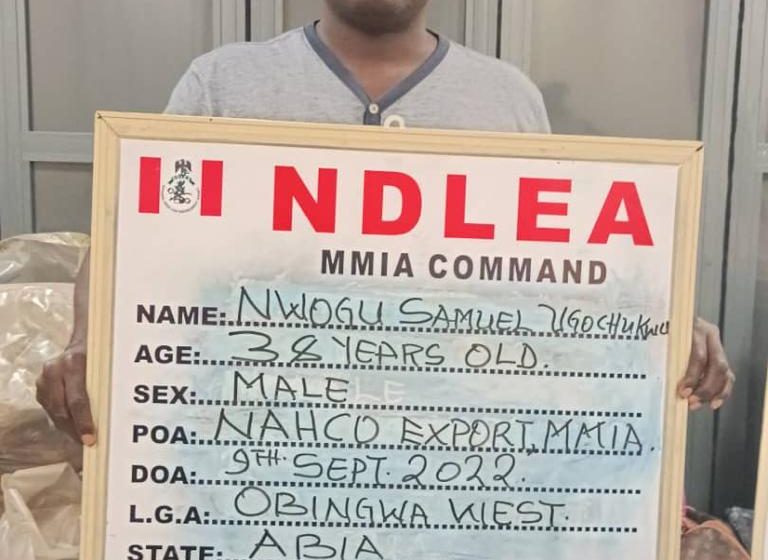 NDLEA
MMIA COMMAND
NAME:..NWOGU SAMUEL UGOCHUKWU
AGE:..38 YEARS OLD.
SEX:..MALE
POA:..NAHCO EXPORT, MMIA.
DOA:..9TH. SEPT. 2022.
L.G.A:..OBINGWA WEST.
STATE:..ABIA